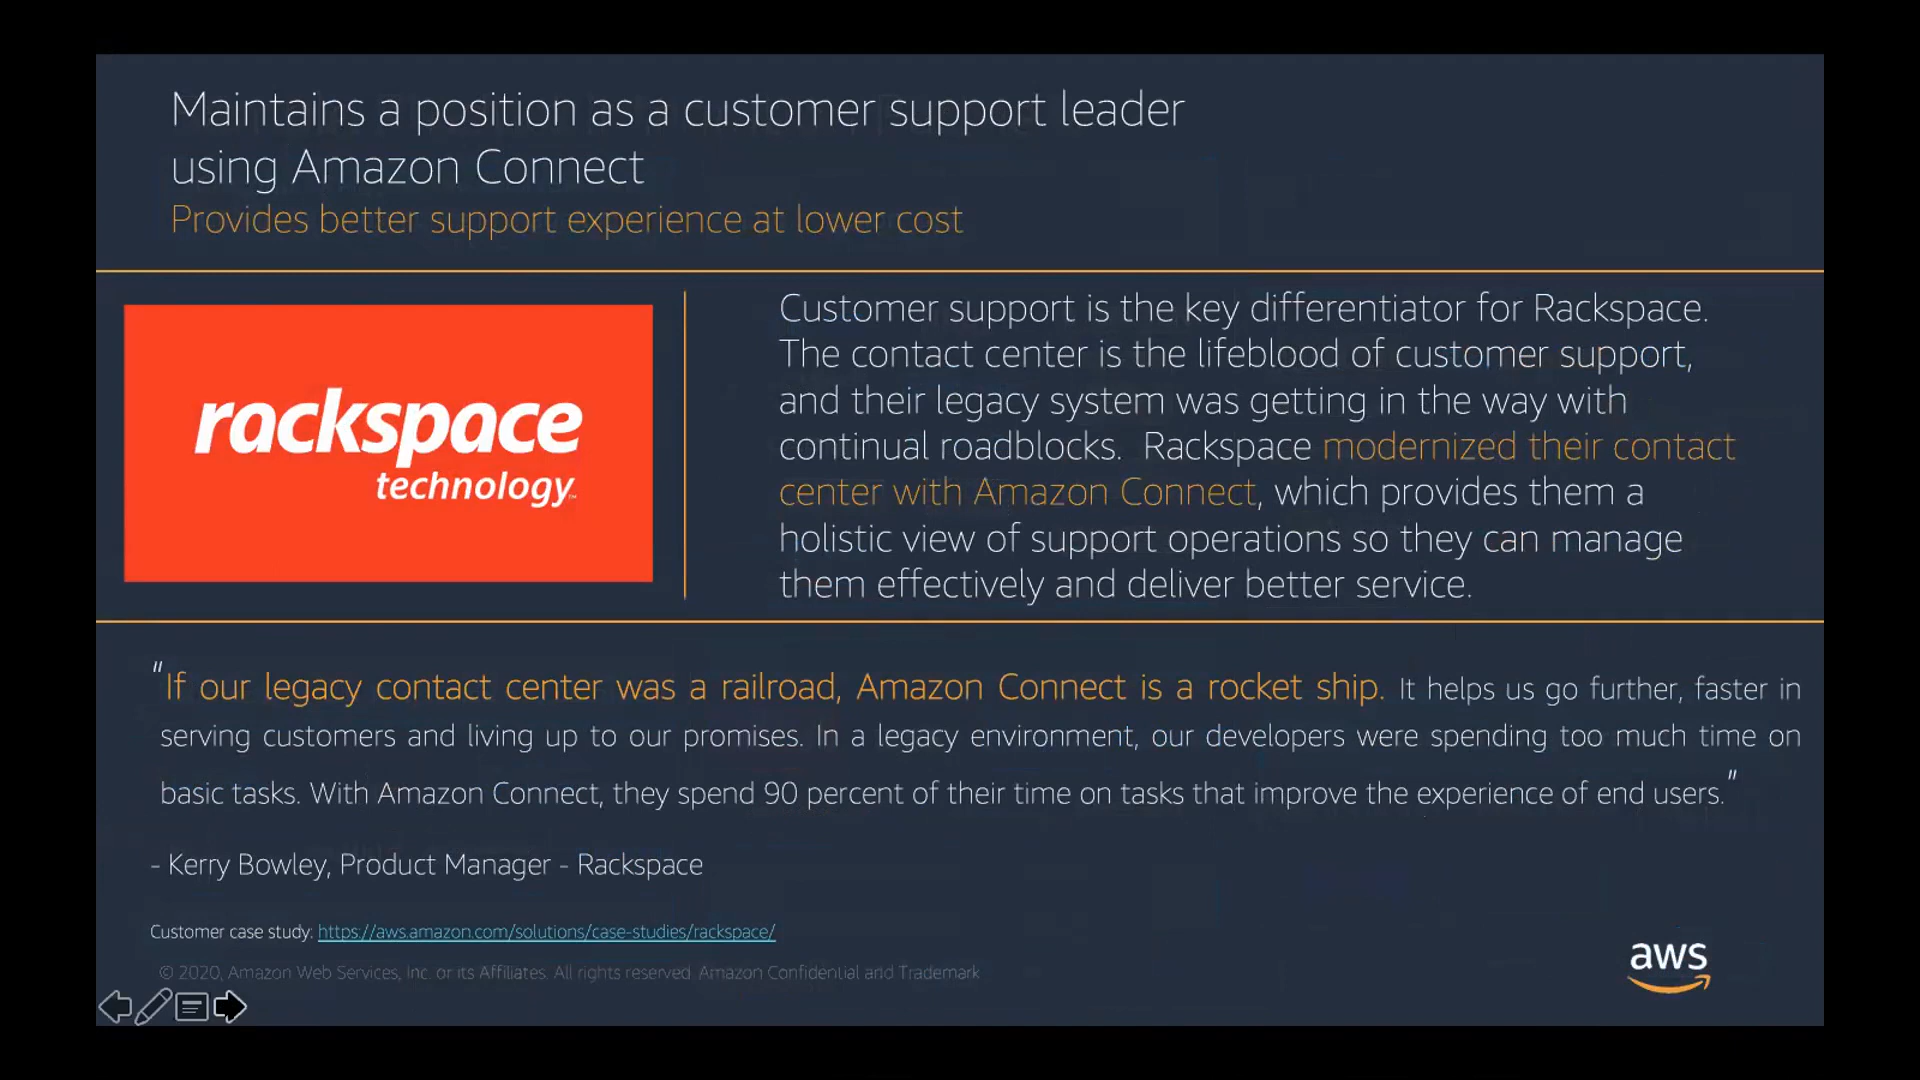 Maintains a position as a customer support leader
using Amazon Connect
Provides better support experience at lower cost
rackspace
technology™
Customer support is the key differentiator for Rackspace.
The contact center is the lifeblood of customer support,
and their legacy system was getting in the way with
continual roadblocks. Rackspace modernized their contact
center with Amazon Connect, which provides them a
holistic view of support operations so they can manage
them effectively and deliver better service.
"If our legacy contact center was a railroad, Amazon Connect is a rocket ship. It helps us go further, faster in
serving customers and living up to our promises. In a legacy environment, our developers were spending too much time on
basic tasks. With Amazon Connect, they spend 90 percent of their time on tasks that improve the experience of end users."
- Kerry Bowley, Product Manager - Rackspace
Customer case study: https://aws.amazon.com/solutions/case-studies/rackspace/
© 2020, Amazon Web Services, Inc. or its Affiliates. All rights reserved. Amazon Confidential and Trademark
aws